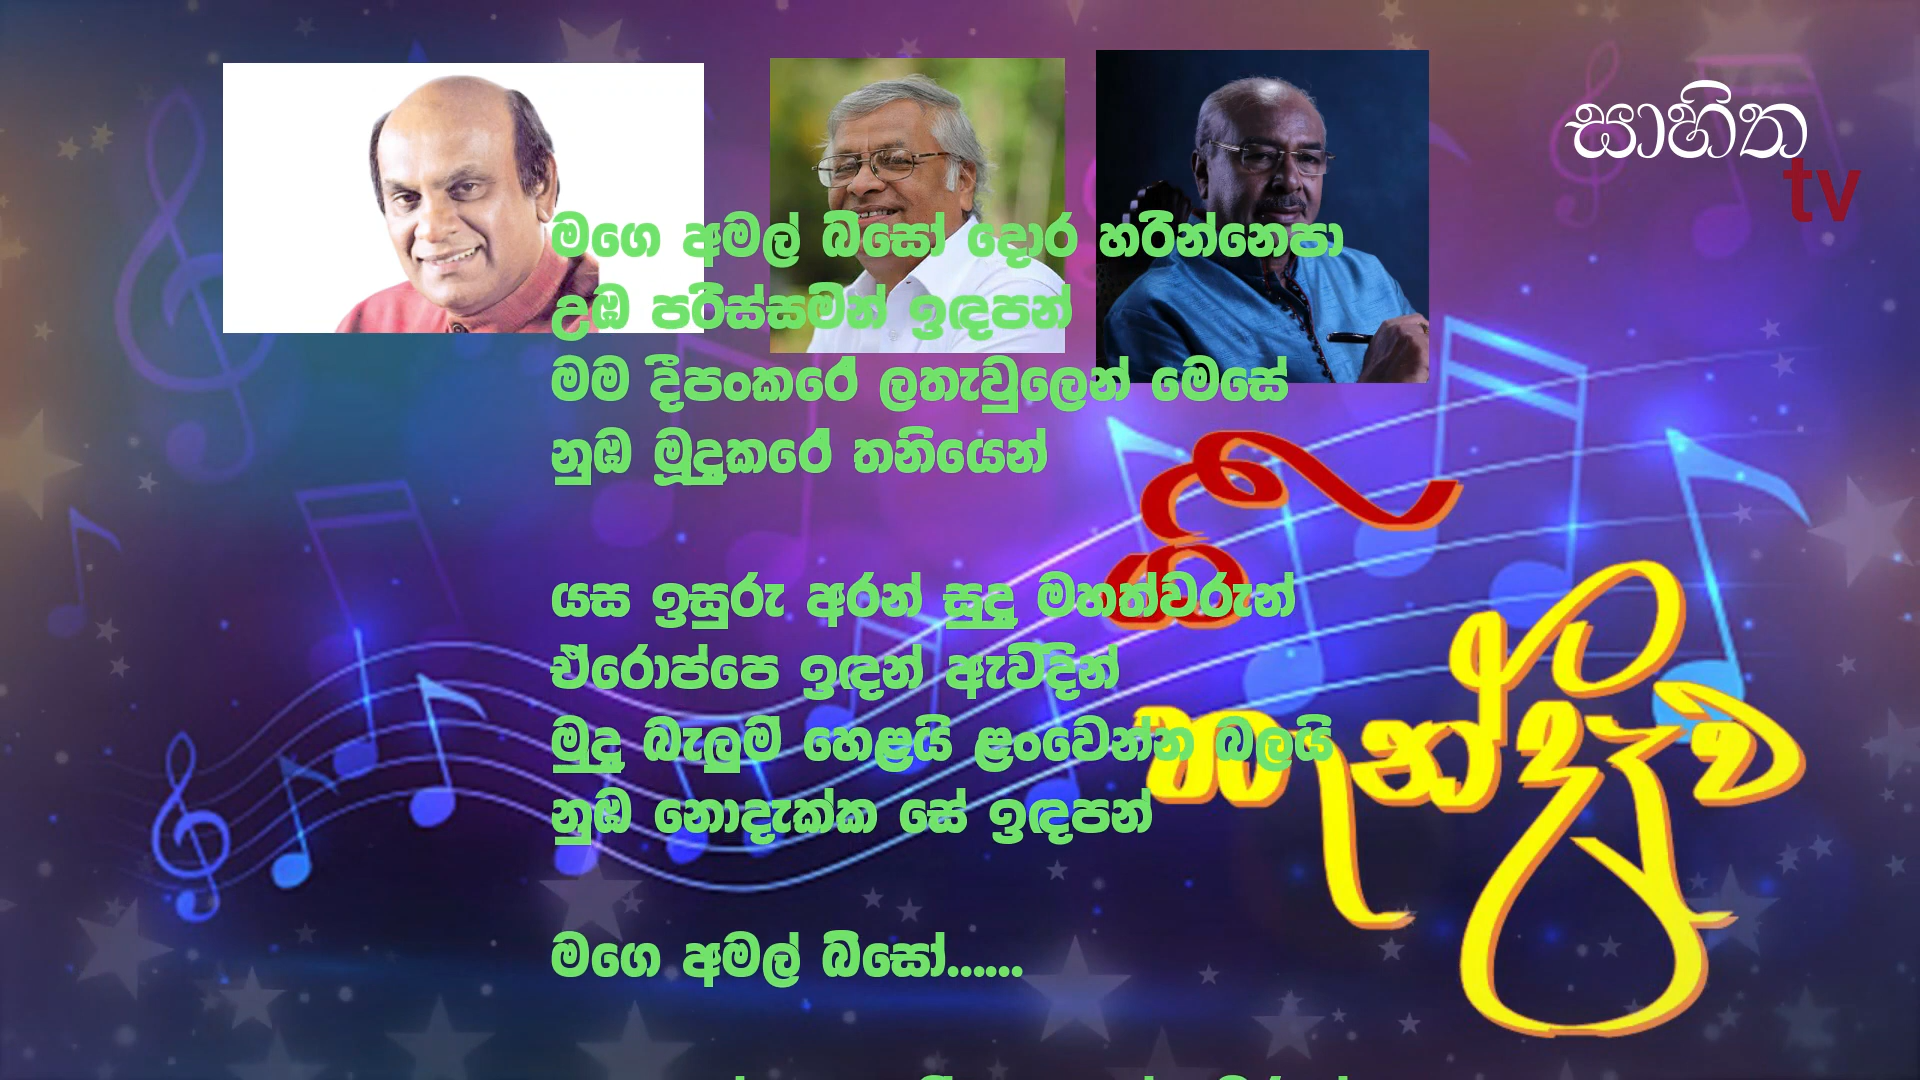 සාහිත
tv
මගෙ අමල් බිසෝ දොර හරින්නෙපා
උඹ පරිස්සමින් ඉඳපන්
මම දීපංකරේ ලතැවුලෙන් මෙසේ
නුඹ මූදුකරේ තනියෙන්
යස ඉසුරු අරන් සුදු මහත්වරුන්
ඒරොප්පෙ ඉඳන් ඇවිදින්
මුදු බැලුම් හෙළයි ළංවෙන්න බලයි
නුඹ නොදැක්ක සේ ඉඳපන්
මගෙ අමල් බිසෝ......
ගී
තැන්දෑව